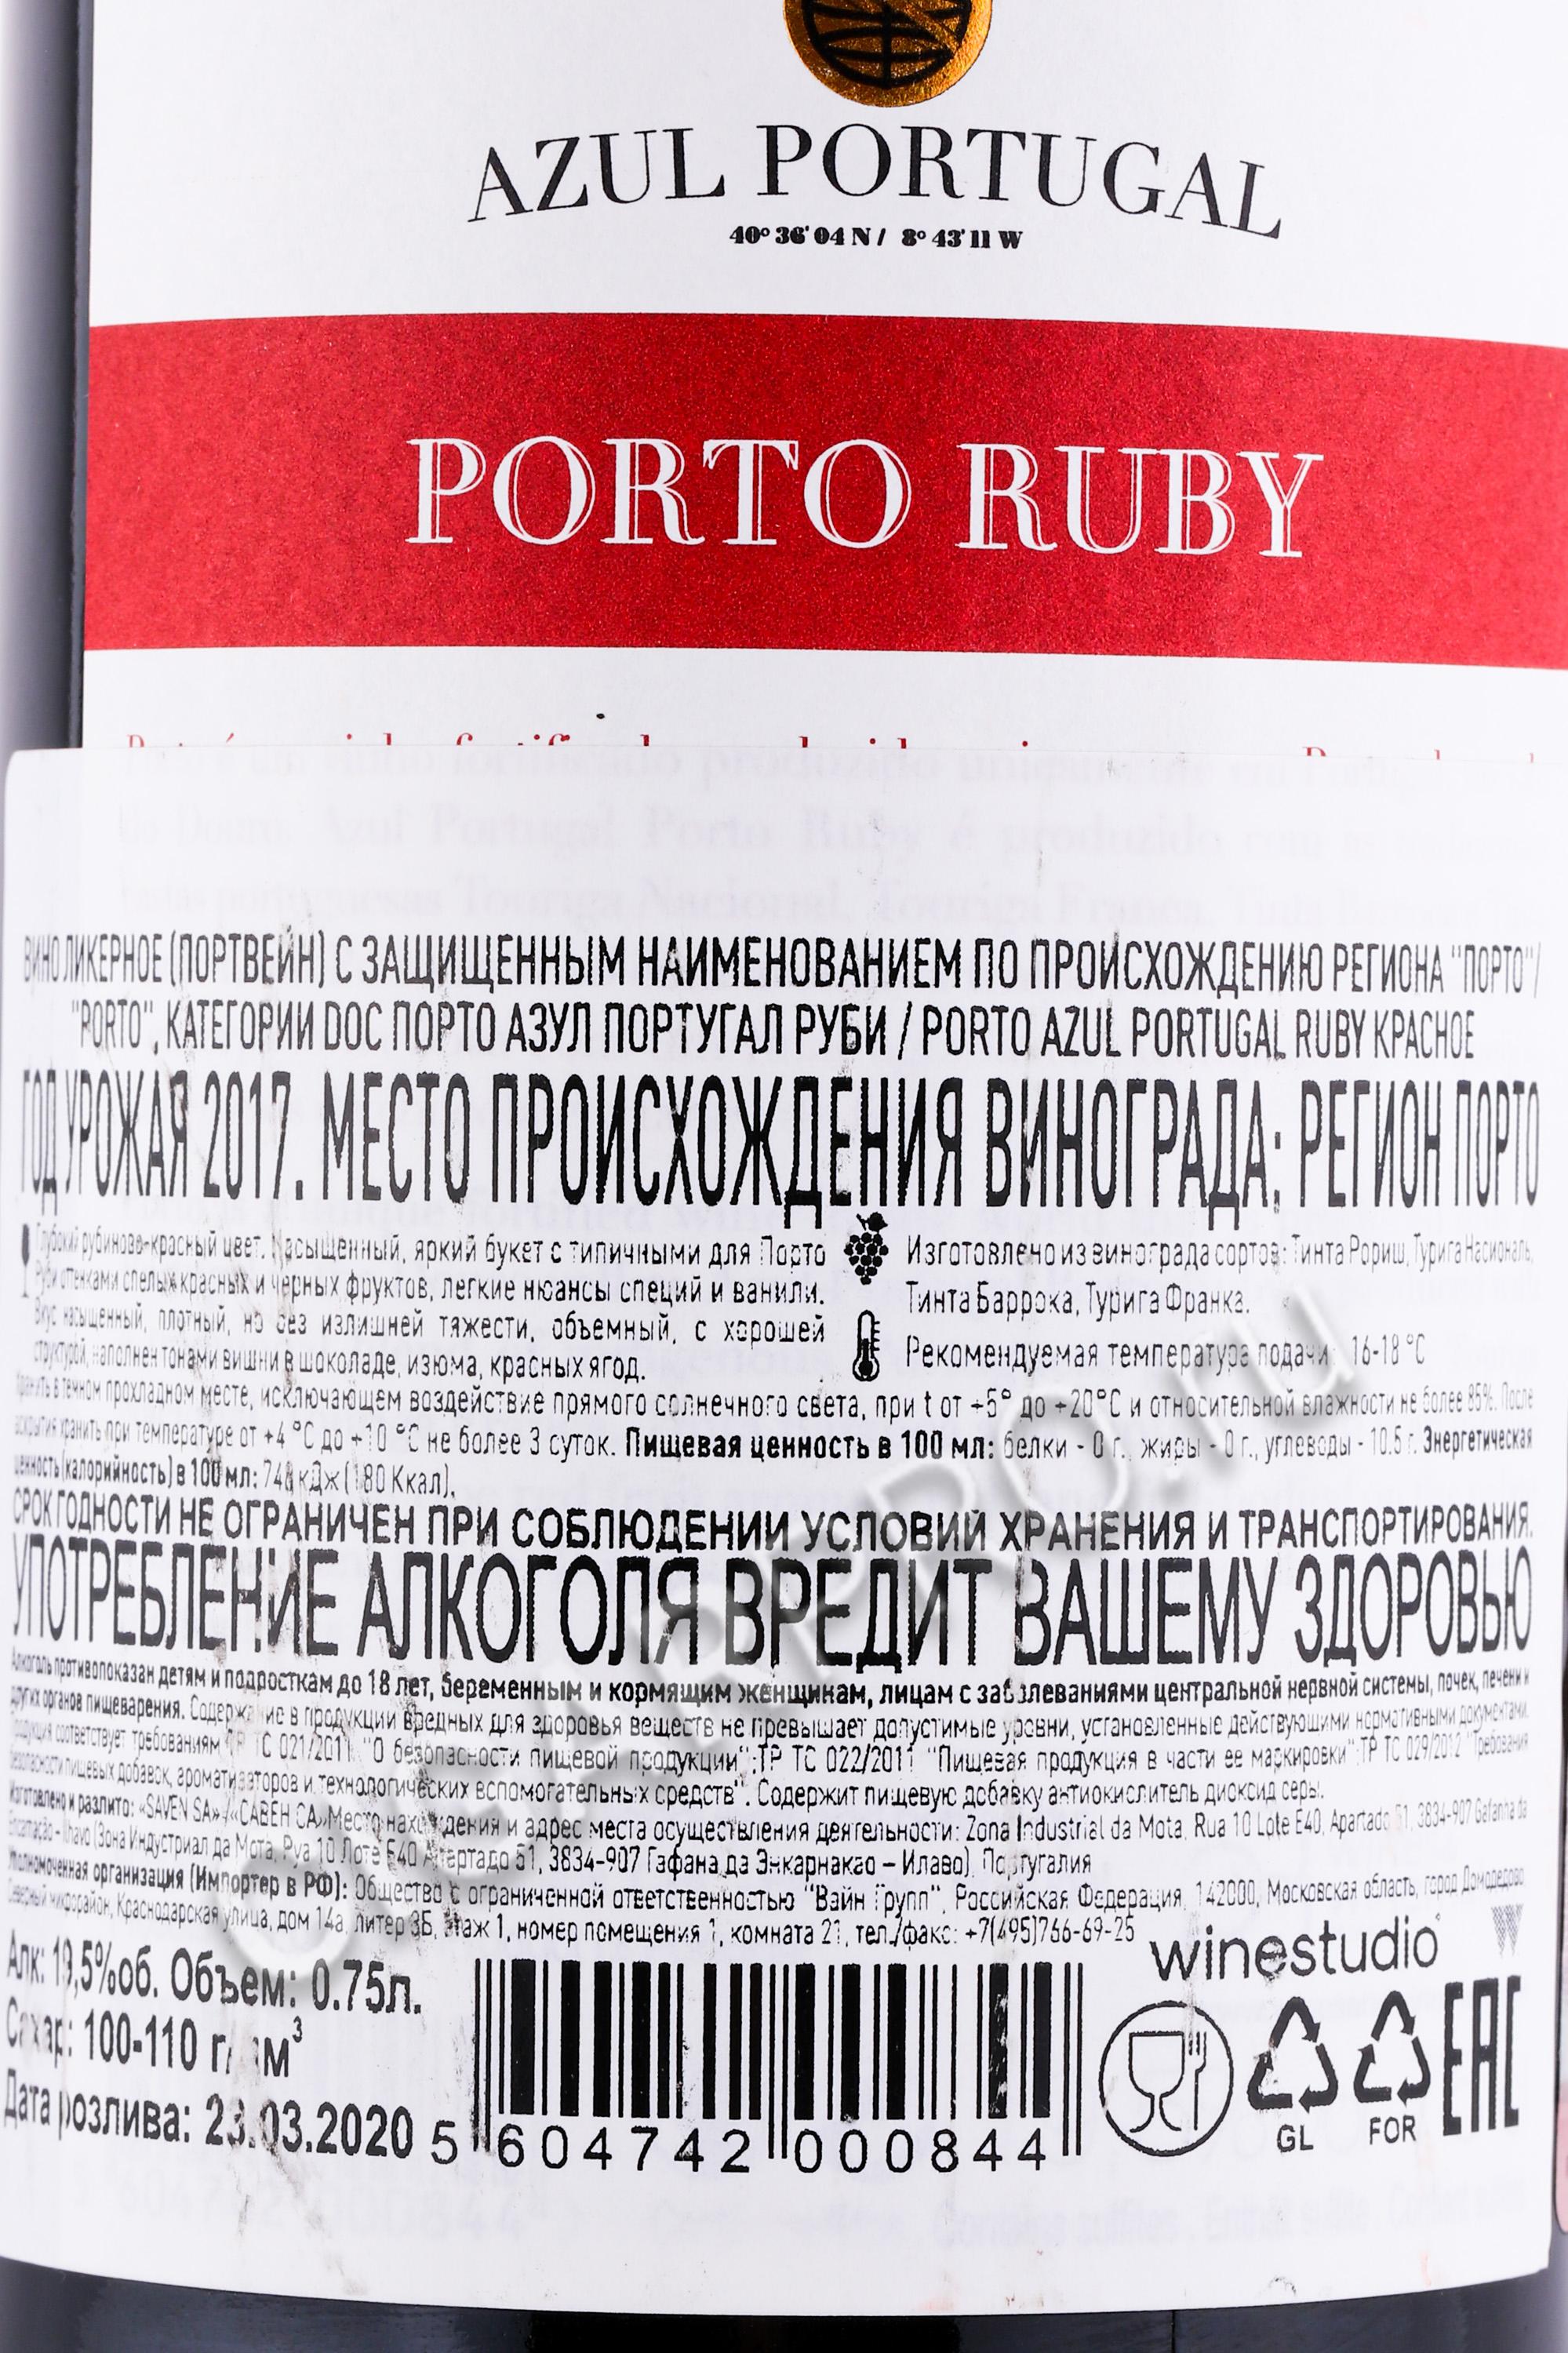 AZUL PORTUGAL
40° 36' 04 N / 8° 43' 11 W
PORTO RUBY
ВИНО ЛИКЕРНОЕ (ПОРТВЕЙН) С ЗАЩИЩЕННЫМ НАИМЕНОВАНИЕМ ПО ПРОИСХОЖДЕНИЮ РЕГИОНА "ПОРТО"/
"PORTO", КАТЕГОРИИ DOC ПОРТО АЗУЛ ПОРТУГАЛ РУБИ / PORTO AZUL PORTUGAL RUBY КРАСНОЕ
ГОД УРОЖАЯ 2017. МЕСТО ПРОИСХОЖДЕНИЯ ВИНОГРАДА: РЕГИОН ПОРТО
Глубокий рубиново-красный цвет. Насыщенный, яркий букет с типичными для Порто
Руби оттенками спелых красных и черных фруктов, легкие нюансы специй и ванили.
Вкус насыщенный, плотный, но без излишней тяжести, объемный, с хорошей
структурой, наполнен тонами вишни в шоколаде, изюма, красных ягод.
Изготовлено из винограда сортов: Тинта Рориш, Турига Насиональ,
Тинта Баррока, Турига Франка.
Рекомендуемая температура подачи: 16-18 °C
Хранить в темном прохладном месте, исключающем воздействие прямого солнечного света, при t от +5° до +20°C и относительной влажности не более 85%. После
вскрытия хранить при температуре от +4 °C до +10 °C не более 3 суток. Пищевая ценность в 100 мл: белки - 0 г., жиры - 0 г., углеводы - 10.5 г. Энергетическая
ценность (калорийность) в 100 мл: 748 кДж (180 Ккал).
СРОК ГОДНОСТИ НЕ ОГРАНИЧЕН ПРИ СОБЛЮДЕНИИ УСЛОВИЙ ХРАНЕНИЯ И ТРАНСПОРТИРОВАНИЯ.
УПОТРЕБЛЕНИЕ АЛКОГОЛЯ ВРЕДИТ ВАШЕМУ ЗДОРОВЬЮ
Алкоголь противопоказан детям и подросткам до 18 лет, беременным и кормящим женщинам, лицам с заболеваниями центральной нервной системы, почек, печени и
других органов пищеварения. Содержание в продукции вредных для здоровья веществ не превышает допустимые уровни, установленные действующими нормативными документами.
Продукция соответствует требованиям ТР ТС 021/2011 "О безопасности пищевой продукции";ТР ТС 022/2011 "Пищевая продукция в части ее маркировки";ТР ТС 029/2012 "Требования
безопасности пищевых добавок, ароматизаторов и технологических вспомогательных средств". Содержит пищевую добавку антиокислитель диоксид серы.
Изготовлено и разлито: «SAVEN SA»/«САВЕН СА»Место нахождения и адрес места осуществления деятельности: Zona Industrial da Mota, Rua 10 Lote E40, Apartado 51, 3834-907 Gafanha da
Encarnação - Ilhavo (Зона Индустриал да Мота, Руа 10 Лоте Е40 Апертадо 51, 3834-907 Гафана да Энкарнакао – Илаво), Португалия
Уполномоченная организация (Импортер в РФ): Общество с ограниченной ответственностью "Вайн Групп", Российская Федерация, 142000, Московская область, город Домодедово
Северный микрорайон, Краснодарская улица, дом 14а, литер 3Б, этаж 1, номер помещения 1, комната 21, тел./факс: +7(495)766-69-25
winestudio
Алк: 19,5%об. Объем: 0.75л.
Сахар: 100-110 г/дм³
Дата розлива: 23.03.2020
5 604742 000844
GL
FOR
EAC
CIGARPRO.ru